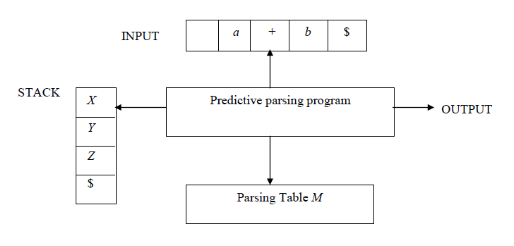 INPUT
a + b $
STACK
X
Y
Z
$
Predictive parsing program
OUTPUT
Parsing Table M